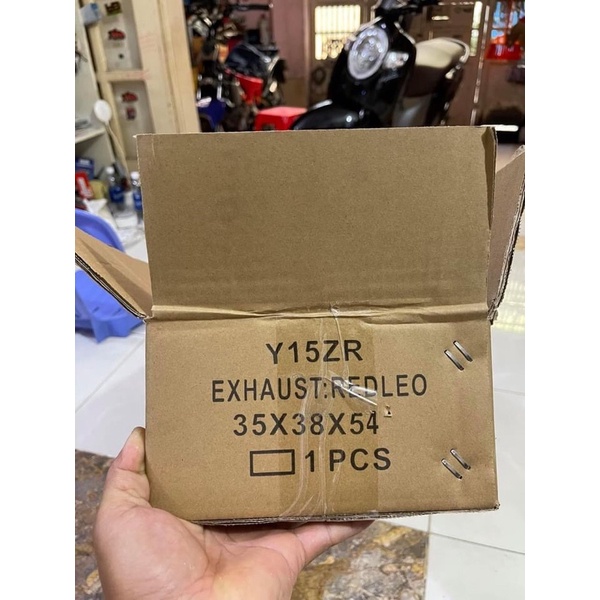 Y15ZR
EXHAUST:REDLEO
35X38X54
1 PCS